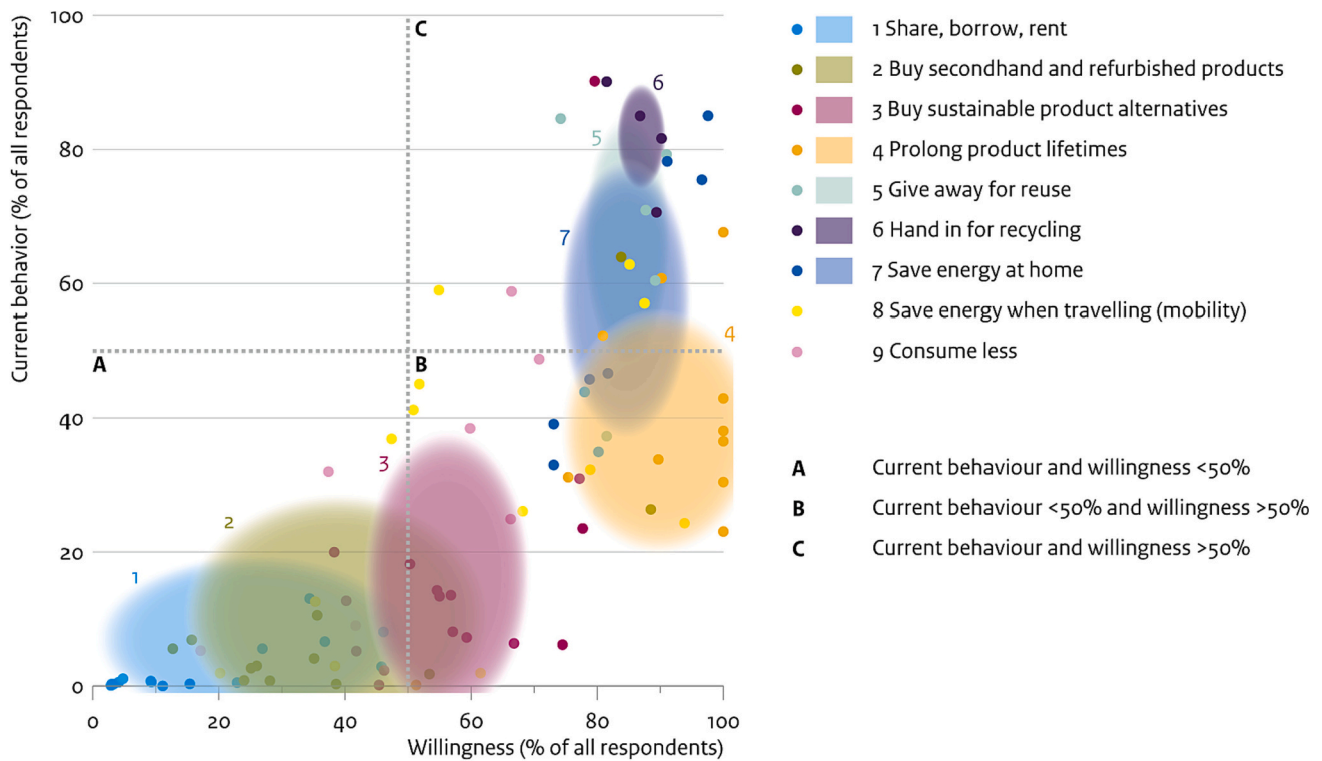 Current behavior (% of all respondents)
100
80
60
40
20
0
0
20
40
60
80
100
Willingness (% of all respondents)
C
A
B
1
2
3
4
5
6
7
1 Share, borrow, rent
2 Buy secondhand and refurbished products
3 Buy sustainable product alternatives
4 Prolong product lifetimes
5 Give away for reuse
6 Hand in for recycling
7 Save energy at home
8 Save energy when travelling (mobility)
9 Consume less
A Current behaviour and willingness <50%
B Current behaviour <50% and willingness >50%
C Current behaviour and willingness >50%